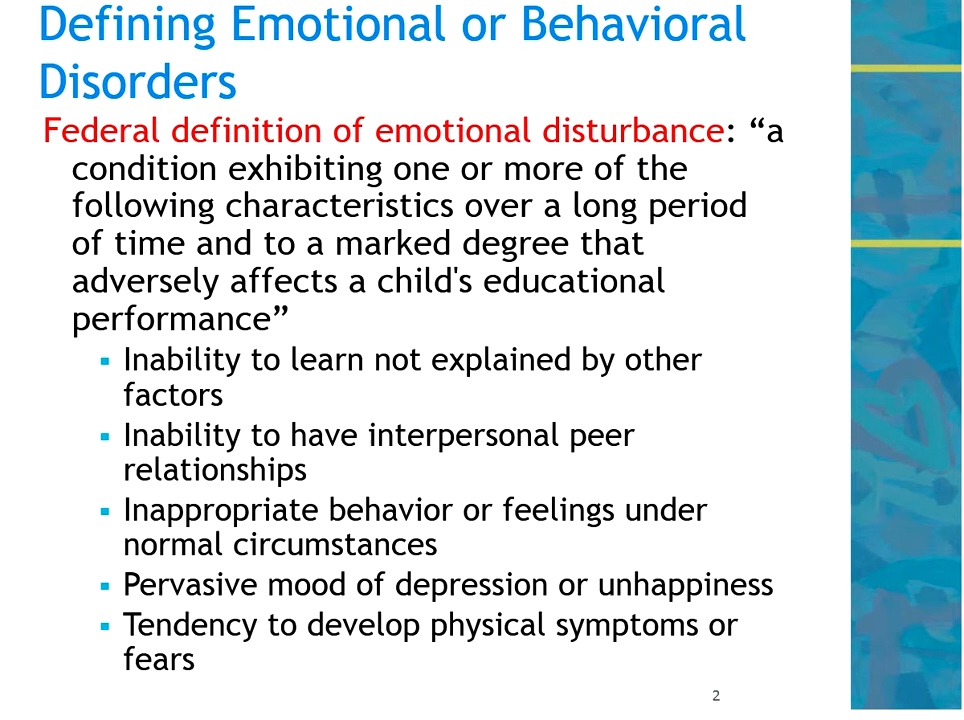 Defining Emotional or Behavioral
Disorders
Federal definition of emotional disturbance: “a
condition exhibiting one or more of the
following characteristics over a long period
of time and to a marked degree that
adversely affects a child's educational
performance”
▪ Inability to learn not explained by other
factors
▪ Inability to have interpersonal peer
relationships
▪ Inappropriate behavior or feelings under
normal circumstances
▪ Pervasive mood of depression or unhappiness
▪ Tendency to develop physical symptoms or
fears
2